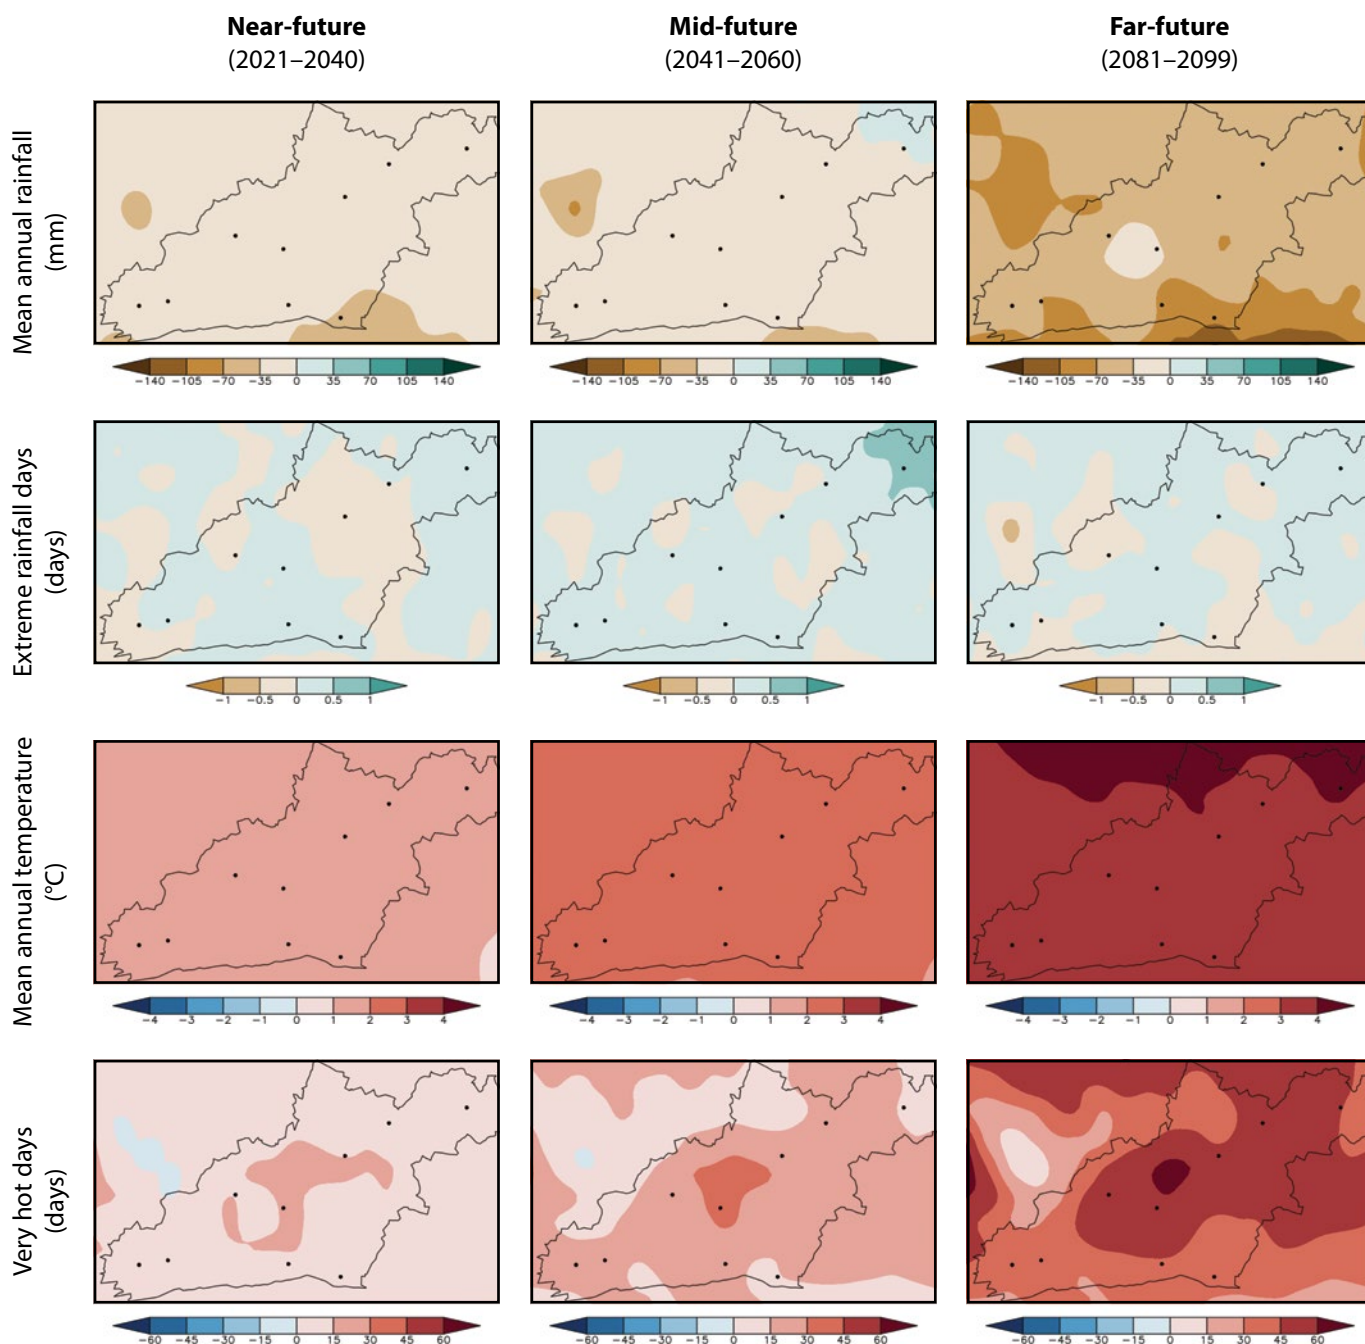 Near-future
(2021–2040)
Mid-future
(2041–2060)
Far-future
(2081–2099)
Mean annual rainfall
(mm)
−140 −105 −70 −35 0 35 70 105 140
−140 −105 −70 −35 0 35 70 105 140
−140 −105 −70 −35 0 35 70 105 140
Extreme rainfall days
(days)
−1 −0.5 0 0.5 1
−1 −0.5 0 0.5 1
−1 −0.5 0 0.5 1
Mean annual temperature
(°C)
−4 −3 −2 −1 0 1 2 3 4
−4 −3 −2 −1 0 1 2 3 4
−4 −3 −2 −1 0 1 2 3 4
Very hot days
(days)
−60 −45 −30 −15 0 15 30 45 60
−60 −45 −30 −15 0 15 30 45 60
−60 −45 −30 −15 0 15 30 45 60